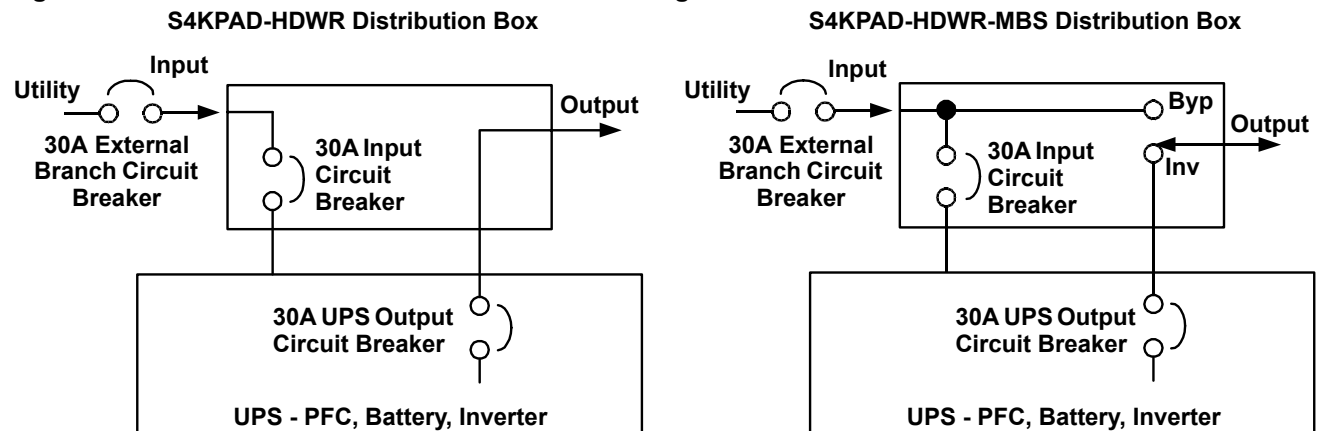 S4KPAD-HDWR Distribution Box
Utility
Input
30A External
Branch Circuit
Breaker
30A Input
Circuit
Breaker
Output
30A UPS Output
Circuit Breaker
UPS - PFC, Battery, Inverter
S4KPAD-HDWR-MBS Distribution Box
Utility
Input
30A External
Branch Circuit
Breaker
30A Input
Circuit
Breaker
Byp
Inv
Output
30A UPS Output
Circuit Breaker
UPS - PFC, Battery, Inverter